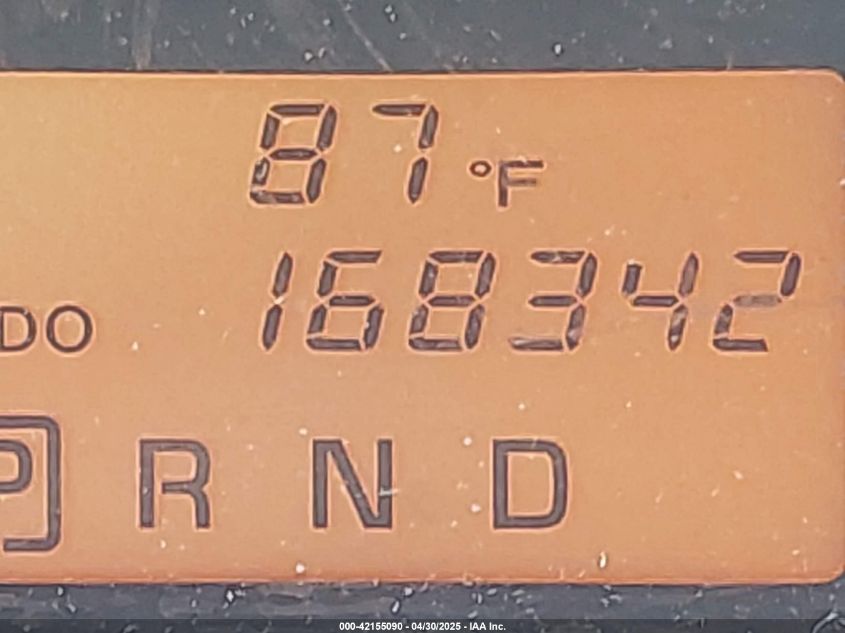 87 °F
168342
DO
P R N D
000-42155090 - 04/30/2025 - IAA Inc.